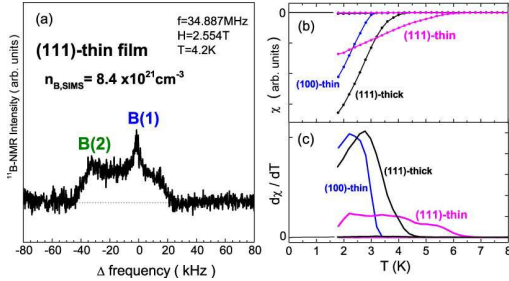 (a)
f=34.887MHz
H=2.554T
T=4.2K
(111)-thin film
n_B,SIMS = 8.4 x10^21 cm^-3
B(1)
B(2)
^11B-NMR Intensity (arb. units)
-80 -60 -40 -20 0 20 40 60 80
Δ frequency ( kHz )
(b)
0
(111)-thin
(100)-thin
(111)-thick
χ (arb. units)
(c)
(111)-thick
(100)-thin
(111)-thin
dχ / dT
0
0 1 2 3 4 5 6 7 8
T (K)